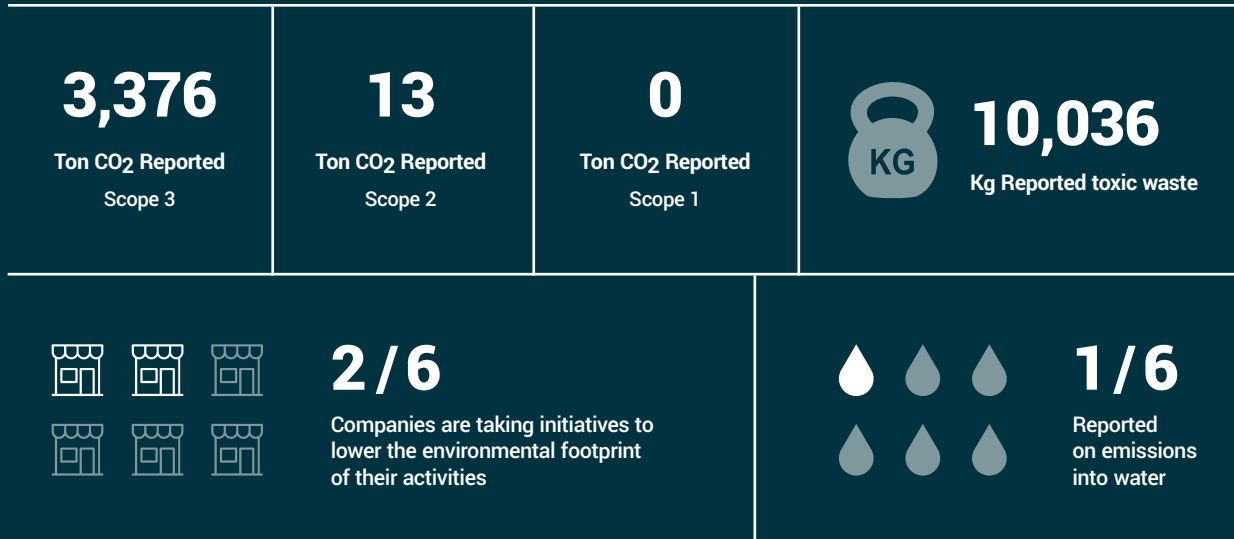 3,376
Ton CO2 Reported
Scope 3
13
Ton CO2 Reported
Scope 2
0
Ton CO2 Reported
Scope 1
KG
10,036
Kg Reported toxic waste
2/6
Companies are taking initiatives to
lower the environmental footprint
of their activities
1/6
Reported
on emissions
into water